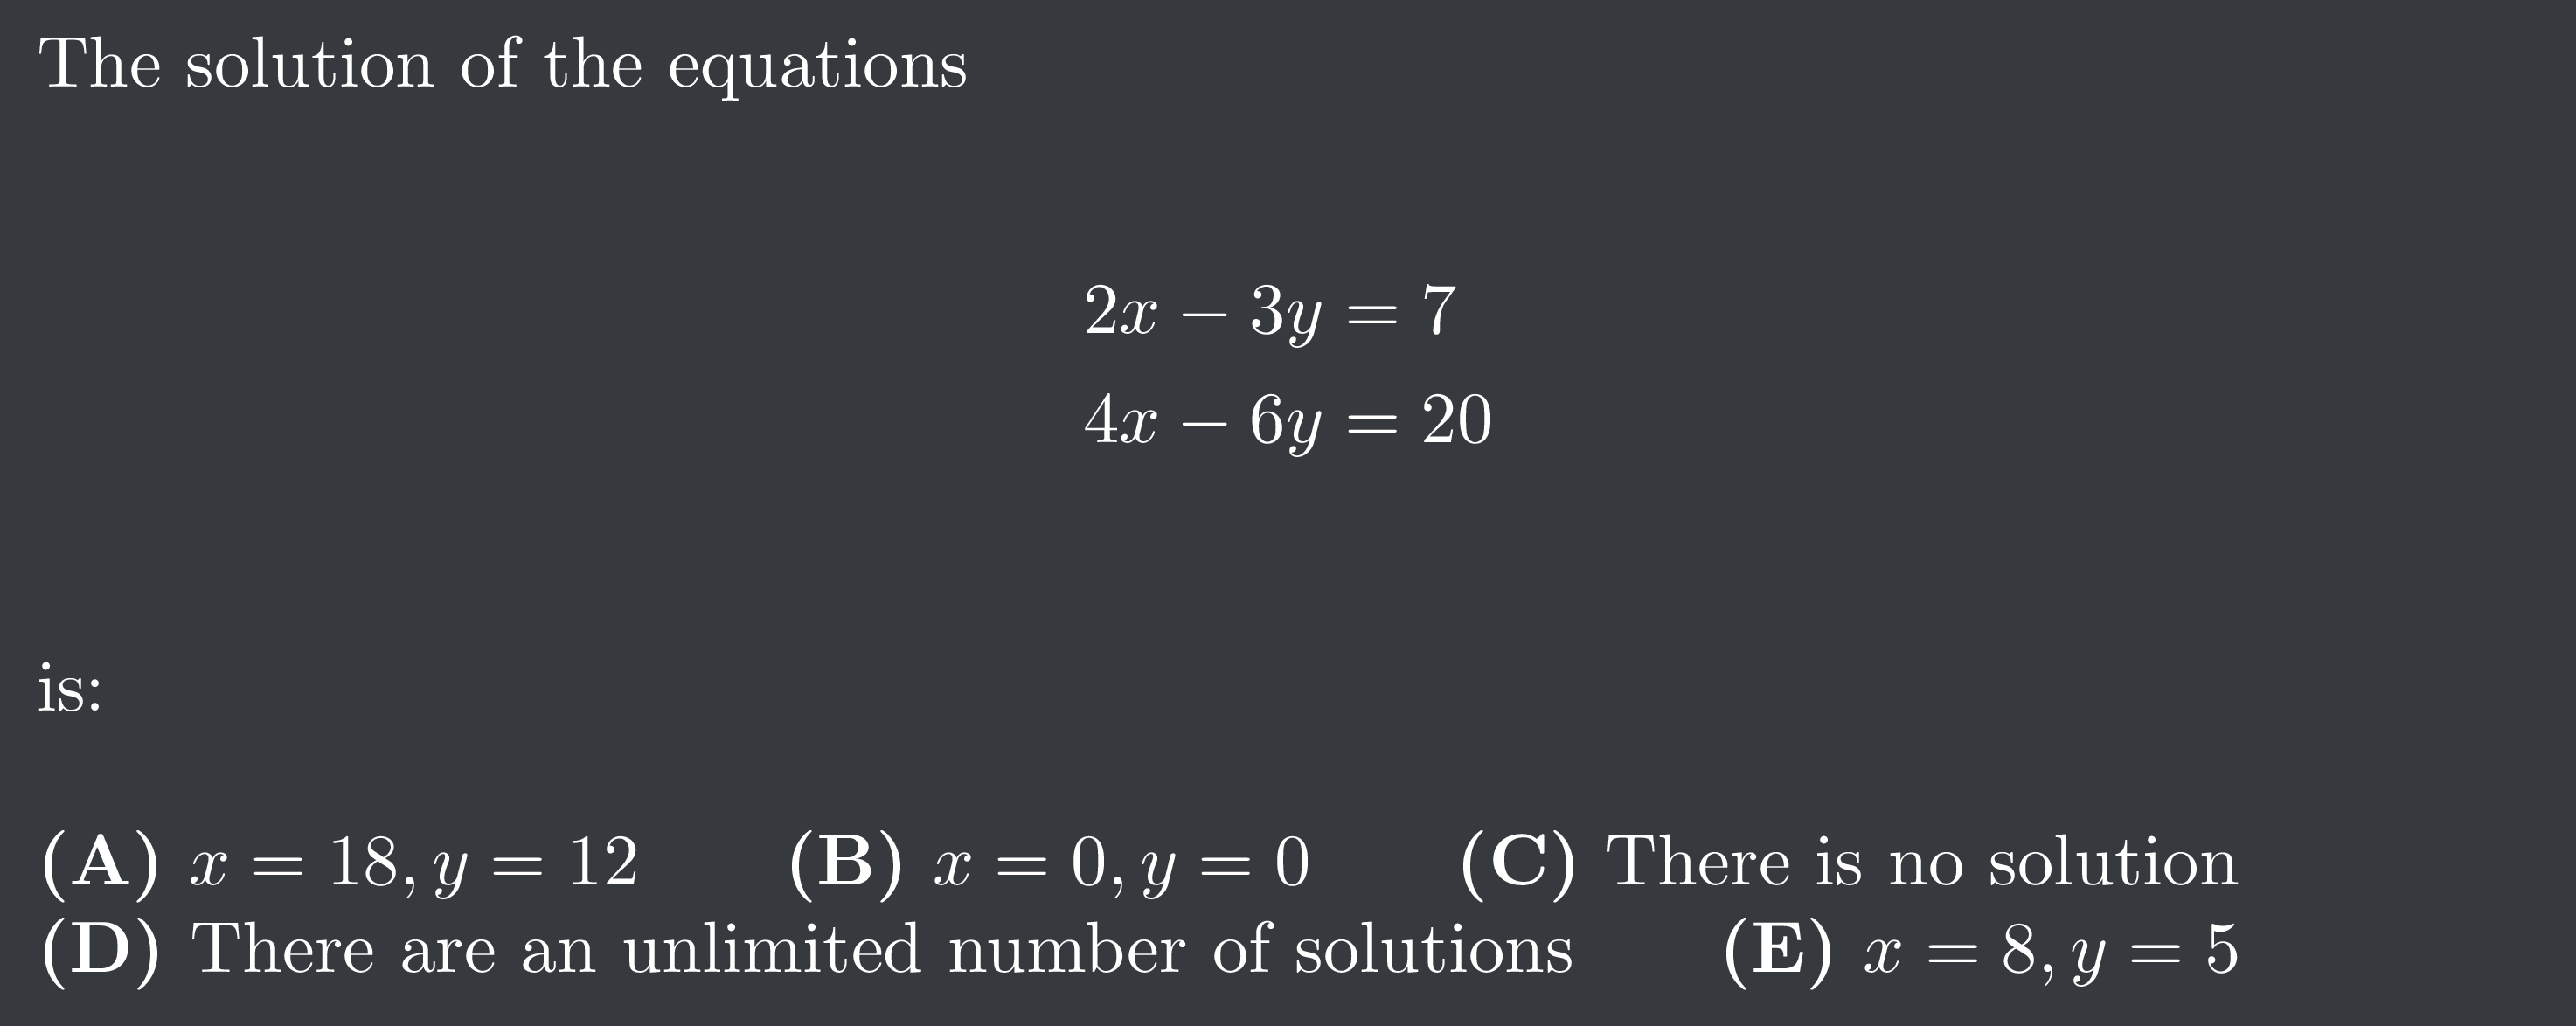 The solution of the equations
2x − 3y = 7
4x − 6y = 20
is:
(A) x = 18, y = 12 (B) x = 0, y = 0 (C) There is no solution
(D) There are an unlimited number of solutions (E) x = 8, y = 5